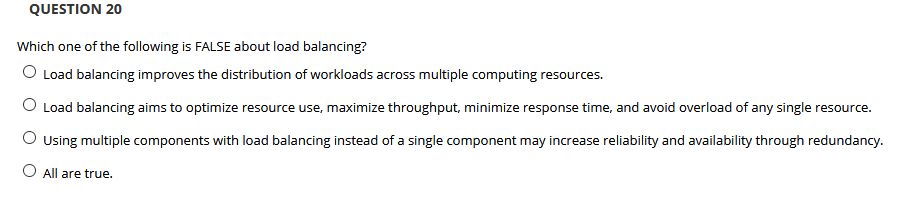 QUESTION 20
Which one of the following is FALSE about load balancing?
Load balancing improves the distribution of workloads across multiple computing resources.
Load balancing aims to optimize resource use, maximize throughput, minimize response time, and avoid overload of any single resource.
Using multiple components with load balancing instead of a single component may increase reliability and availability through redundancy.
All are true.